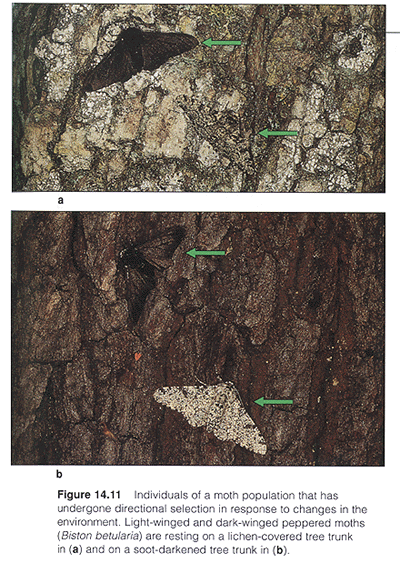 a
b
Figure 14.11 Individuals of a moth population that has
undergone directional selection in response to changes in the
environment. Light-winged and dark-winged peppered moths
(Biston betularia) are resting on a lichen-covered tree trunk
in (a) and on a soot-darkened tree trunk in (b).